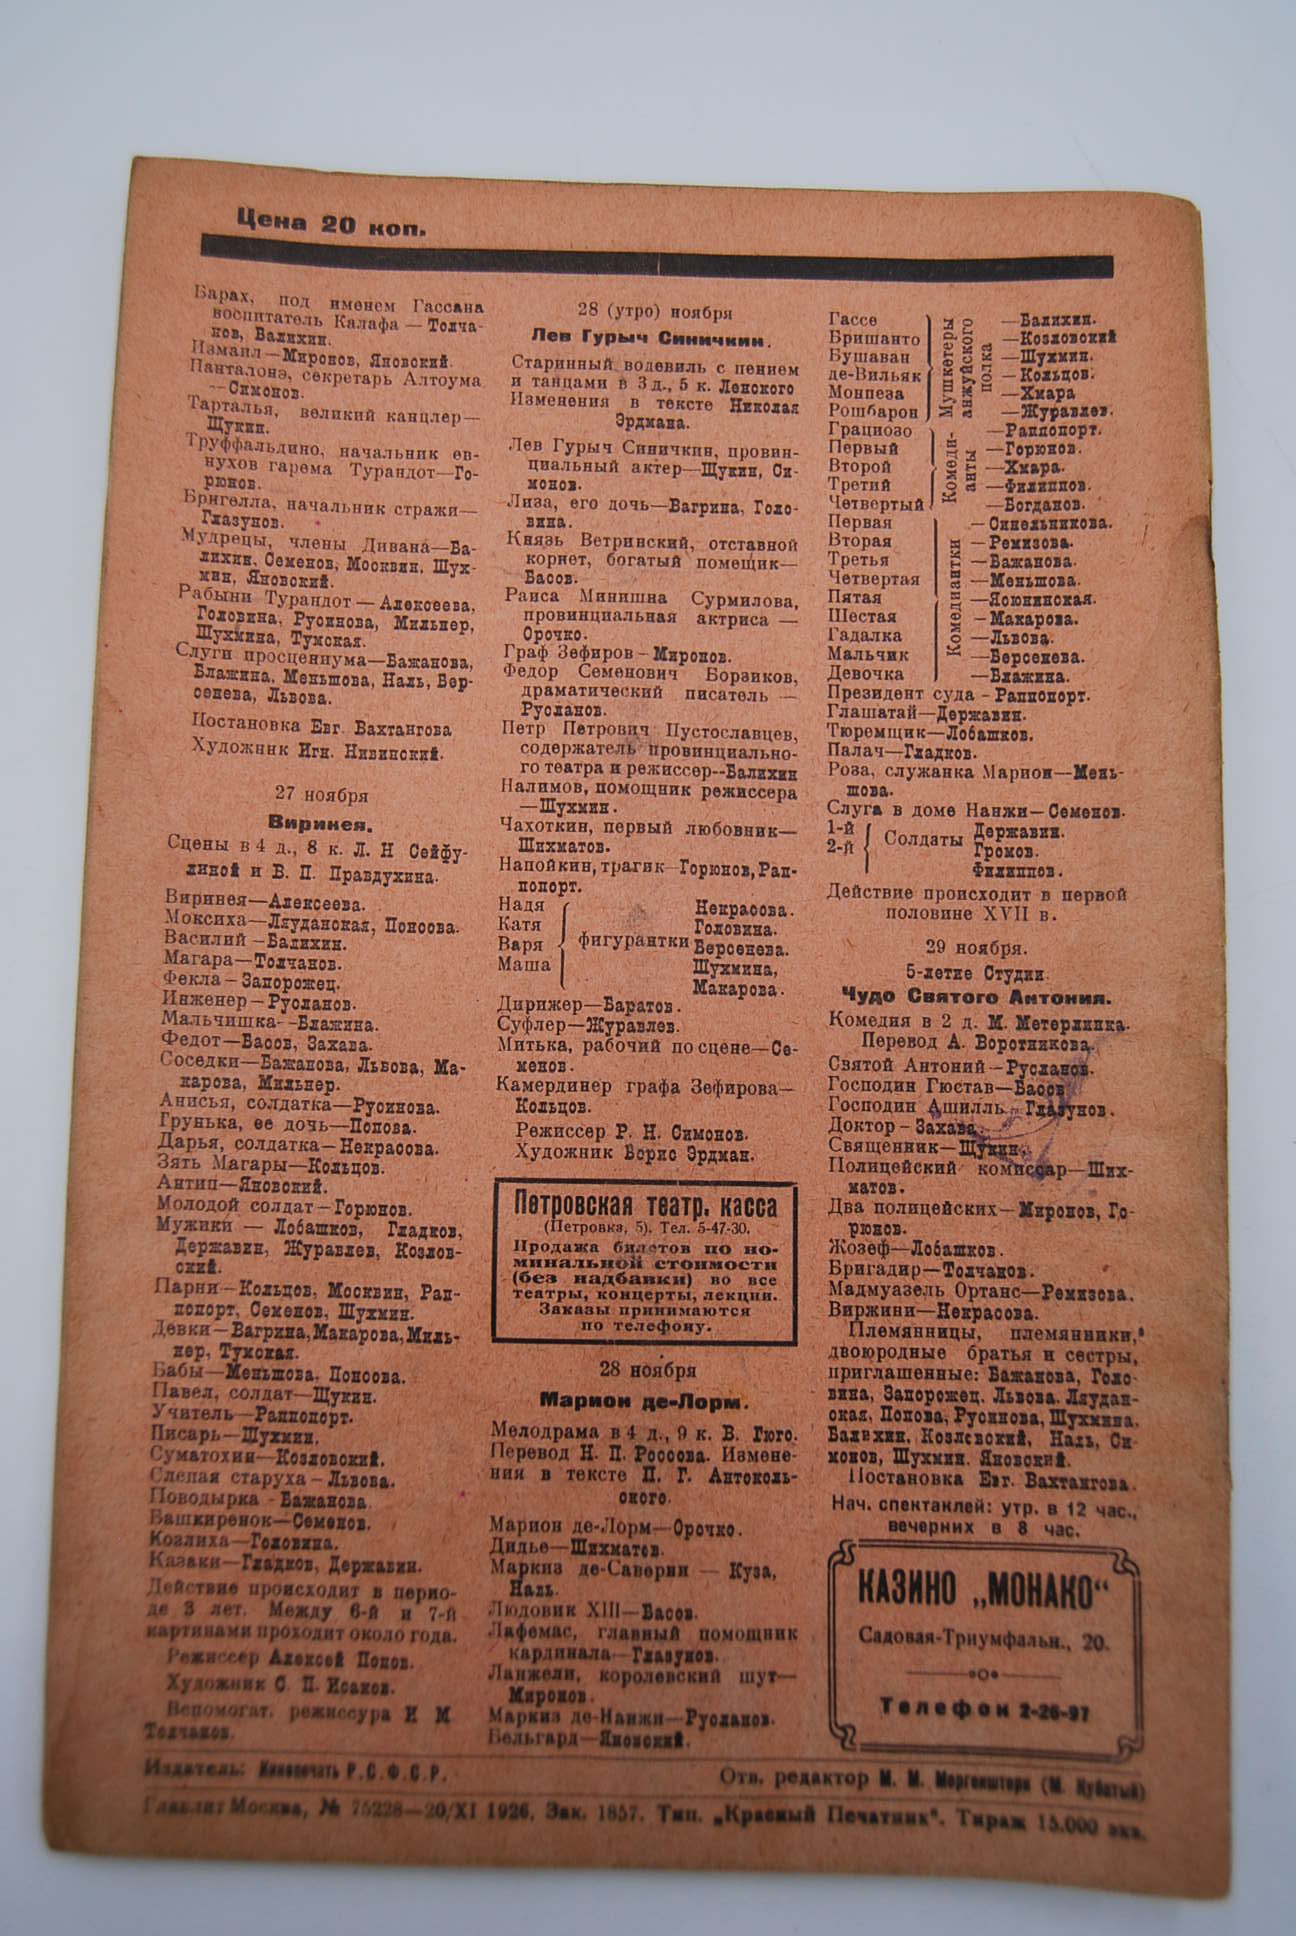 Цена 20 коп.
Барах, под именем Гассана
воспитатель Калафа — Толча-
нов, Валихин.
Измаил—Миронов, Яновский.
Панталонэ, секретарь Алтоума
—Симонов.
Тарталья, великий канцлер—
Щукин.
Труффальдино, начальник ев-
нухов гарема Турандот—Го-
рюнов.
Бригелла, начальник стражи—
Глазунов.
Мудрецы, члены Дивана—Ба-
лихин, Семенов, Москвин, Шух-
мин, Яновский.
Рабыни Турандот—Алексеева,
Головина, Русинова, Мильнер,
Шухмина, Тумская.
Слуги просцениума—Бажанова,
Блажина, Меньшова, Наль, Бер-
сенева, Львова.
Постановка Евг. Вахтангова
Художник Игн. Нивинский.
27 ноября
Виринея.
Сцены в 4 д., 8 к. Л. Н Сейфу-
линой и В. П. Правдухина.
Виринея—Алексеева.
Моксиха—Ляуданская, Попова.
Василий—Балихин.
Магара—Толчанов.
Фекла—Запорожец.
Инженер—Русланов.
Мальчишка--Блажина.
Федот—Басов, Захава.
Соседки—Бажанова, Львова, Ма-
карова, Мильнер.
Анисья, солдатка—Русинова.
Грунька, ее дочь—Попова.
Дарья, солдатка—Некрасова.
Зять Магары—Кольцов.
Антип—Яновский.
Молодой солдат—Горюнов.
Мужики — Лобашков, Гладков,
Державин, Журавлев, Козлов-
ский.
Парни—Кольцов, Москвин, Рап-
попорт, Семенов, Шухмин.
Девки—Вагрина, Макарова, Миль-
нер, Тумская.
Бабы—Меньшова, Попова.
Павел, солдат—Щукин.
Учитель—Раппопорт.
Писарь—Шухмин.
Суматохин—Козловский.
Слепая старуха—Львова.
Поводырка - Бажанова.
Башкиренок—Семенов.
Козлиха—Головина.
Казаки—Гладков, Державин.
Действие происходит в перио-
де 3 лет. Между 6-й и 7-й
картинами проходит около года.
Режиссер Алексей Попов.
Художник С. П. Исаков.
Вспомогат. режиссура И М
Толчанов.
28 (утро) ноября
Лев Гурыч Синичкин.
Старинный водевиль с пением
и танцами в 3 д., 5 к. Ленского
Изменения в тексте Николая
Эрдмана.
Лев Гурыч Синичкин, провин-
циальный актер—Щукин, Си-
монов.
Лиза, его дочь—Вагрина, Голо-
вина.
Князь Ветринский, отставной
корнет, богатый помещик—
Басов.
Раиса Минишна Сурмилова,
провинциальная актриса —
Орочко.
Граф Зефиров - Миронов.
Федор Семенович Борзиков,
драматический писатель —
Русланов.
Петр Петрович Пустославцев,
содержатель провинциально-
го театра и режиссер--Балихин
Налимов, помощник режиссера
—Шухмин.
Чахоткин, первый любовник—
Шихматов.
Напойкин, трагик—Горюнов, Рап-
попорт.
Надя
Катя
Варя
Маша
фигурантки
Некрасова.
Головина.
Берсенева.
Шухмина,
Макарова.
Дирижер—Баратов.
Суфлер—Журавлев.
Митька, рабочий по сцене—Се-
менов.
Камердинер графа Зефирова—
Кольцов.
Режиссер Р. Н. Симонов.
Художник Борис Эрдман.
Петровская театр. касса
(Петровка, 5). Тел. 5-47-30.
Продажа билетов по но-
минальной стоимости
(без надбавки) во все
театры, концерты, лекции.
Заказы принимаются
по телефону.
28 ноября
Марион де-Лорм.
Мелодрама в 4 д., 9 к. В. Гюго.
Перевод Н. П. Россова. Измене-
ния в тексте П. Г. Антоколь-
ского.
Марион де-Лорм—Орочко.
Дидье—Шихматов.
Маркиз де-Саверни — Куза,
Наль.
Людовик XIII—Басов.
Лафемас, главный помощник
кардинала—Глазунов.
Ланжели, королевский шут—
Миронов.
Маркиз де-Нанжи—Русланов.
Бельгард—Яновский.
Гассе —Балихин.
Бришанто —Козловский
Бушаван —Шухмин.
де-Вильяк —Кольцов.
Монпеза —Хмара
Рошбарон —Журавлев.
Мушкетеры
анжуйского
полка
Грациозо —Раппопорт.
Первый —Горюнов.
Второй —Хмара.
Третий —Филиппов.
Четвертый —Богданов.
Комеди-
анты
Первая —Синельникова.
Вторая —Ремизова.
Третья —Бажанова.
Четвертая —Меньшова.
Пятая —Ясюнинская.
Шестая - Макарова.
Гадалка —Львова.
Мальчик —Берсенева.
Девочка —Блажина.
Комедиантки
Президент суда - Раппопорт.
Глашатай—Державин.
Тюремщик—Лобашков.
Палач—Гладков.
Роза, служанка Марион—Мень-
шова.
Слуга в доме Нанжи—Семенов.
1-й
2-й
Солдаты
Державин.
Громов.
Филиппов.
Действие происходит в первой
половине XVII в.
29 ноября.
5-летие Студии
Чудо Святого Антония.
Комедия в 2 д. М. Метерлинка.
Перевод А. Воротникова.
Святой Антоний—Русланов.
Господин Гюстав—Басов
Господин Ашилль—Глазунов.
Доктор—Захава.
Священник—Щукин.
Полицейский комиссар—Ших-
матов.
Два полицейских—Миронов, Го-
рюнов.
Жозеф—Лобашков.
Бригадир—Толчанов.
Мадмуазель Ортанс—Ремизова.
Виржини—Некрасова.
Племянницы, племянники,
двоюродные братья и сестры,
приглашенные: Бажанова, Голо-
вина, Запорожец, Львова, Ляудан-
ская, Попова, Русинова, Шухмина,
Балихин, Козловский, Наль, Си-
монов, Шухмин, Яновский.
Постановка Евг. Вахтангова.
Нач. спектаклей: утр. в 12 час.,
вечерних в 8 час.
КАЗИНО „МОНАКО“
Садовая-Триумфальн., 20.
Телефон 2-26-97
Издатель: Кинопечать Р.С.Ф.С.Р.
Отв. редактор М. М. Моргенштерн (М. Кубатый)
Главлит Москва, № 75228—20/XI 1926. Зак. 1857. Тип. „Красный Печатник“. Тираж 15.000 экз.